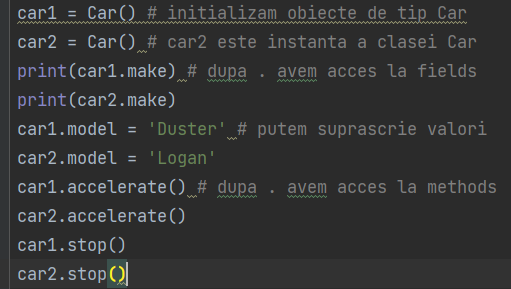 car1 = Car() # initializam obiecte de tip Car
car2 = Car() # car2 este instanta a clasei Car
print(car1.make) # dupa . avem acces la fields
print(car2.make)
car1.model = 'Duster' # putem suprascrie valori
car2.model = 'Logan'
car1.accelerate() # dupa . avem acces la methods
car2.accelerate()
car1.stop()
car2.stop()